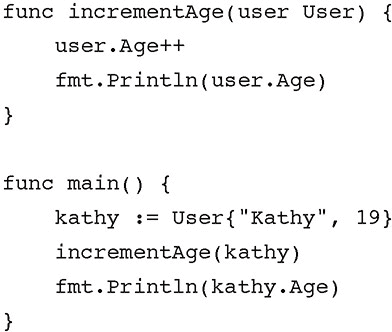 func incrementAge(user User) {
    user.Age++
    fmt.Println(user.Age)
}

func main() {
    kathy := User{"Kathy", 19}
    incrementAge(kathy)
    fmt.Println(kathy.Age)
}